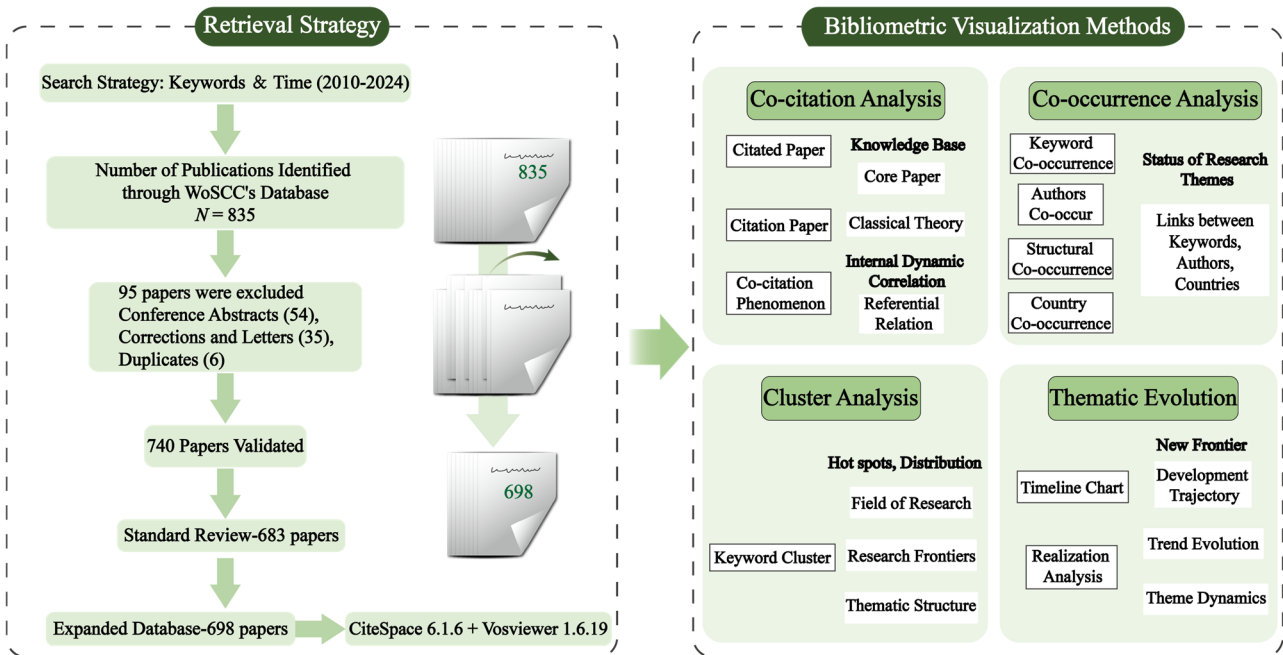 Retrieval Strategy
Search Strategy: Keywords & Time (2010-2024)
Number of Publications Identified
through WoSCC's Database
N = 835
95 papers were excluded
Conference Abstracts (54),
Corrections and Letters (35),
Duplicates (6)
740 Papers Validated
Standard Review-683 papers
Expanded Database-698 papers
CiteSpace 6.1.6 + Vosviewer 1.6.19
835
698
Bibliometric Visualization Methods
Co-citation Analysis
Citated Paper
Citation Paper
Co-citation
Phenomenon
Knowledge Base
Core Paper
Classical Theory
Internal Dynamic
Correlation
Referential
Relation
Co-occurrence Analysis
Keyword
Co-occurrence
Authors
Co-occur
Structural
Co-occurrence
Country
Co-occurrence
Status of Research
Themes
Links between
Keywords,
Authors,
Countries
Cluster Analysis
Keyword Cluster
Hot spots, Distribution
Field of Research
Research Frontiers
Thematic Structure
Thematic Evolution
Timeline Chart
Realization
Analysis
New Frontier
Development
Trajectory
Trend Evolution
Theme Dynamics